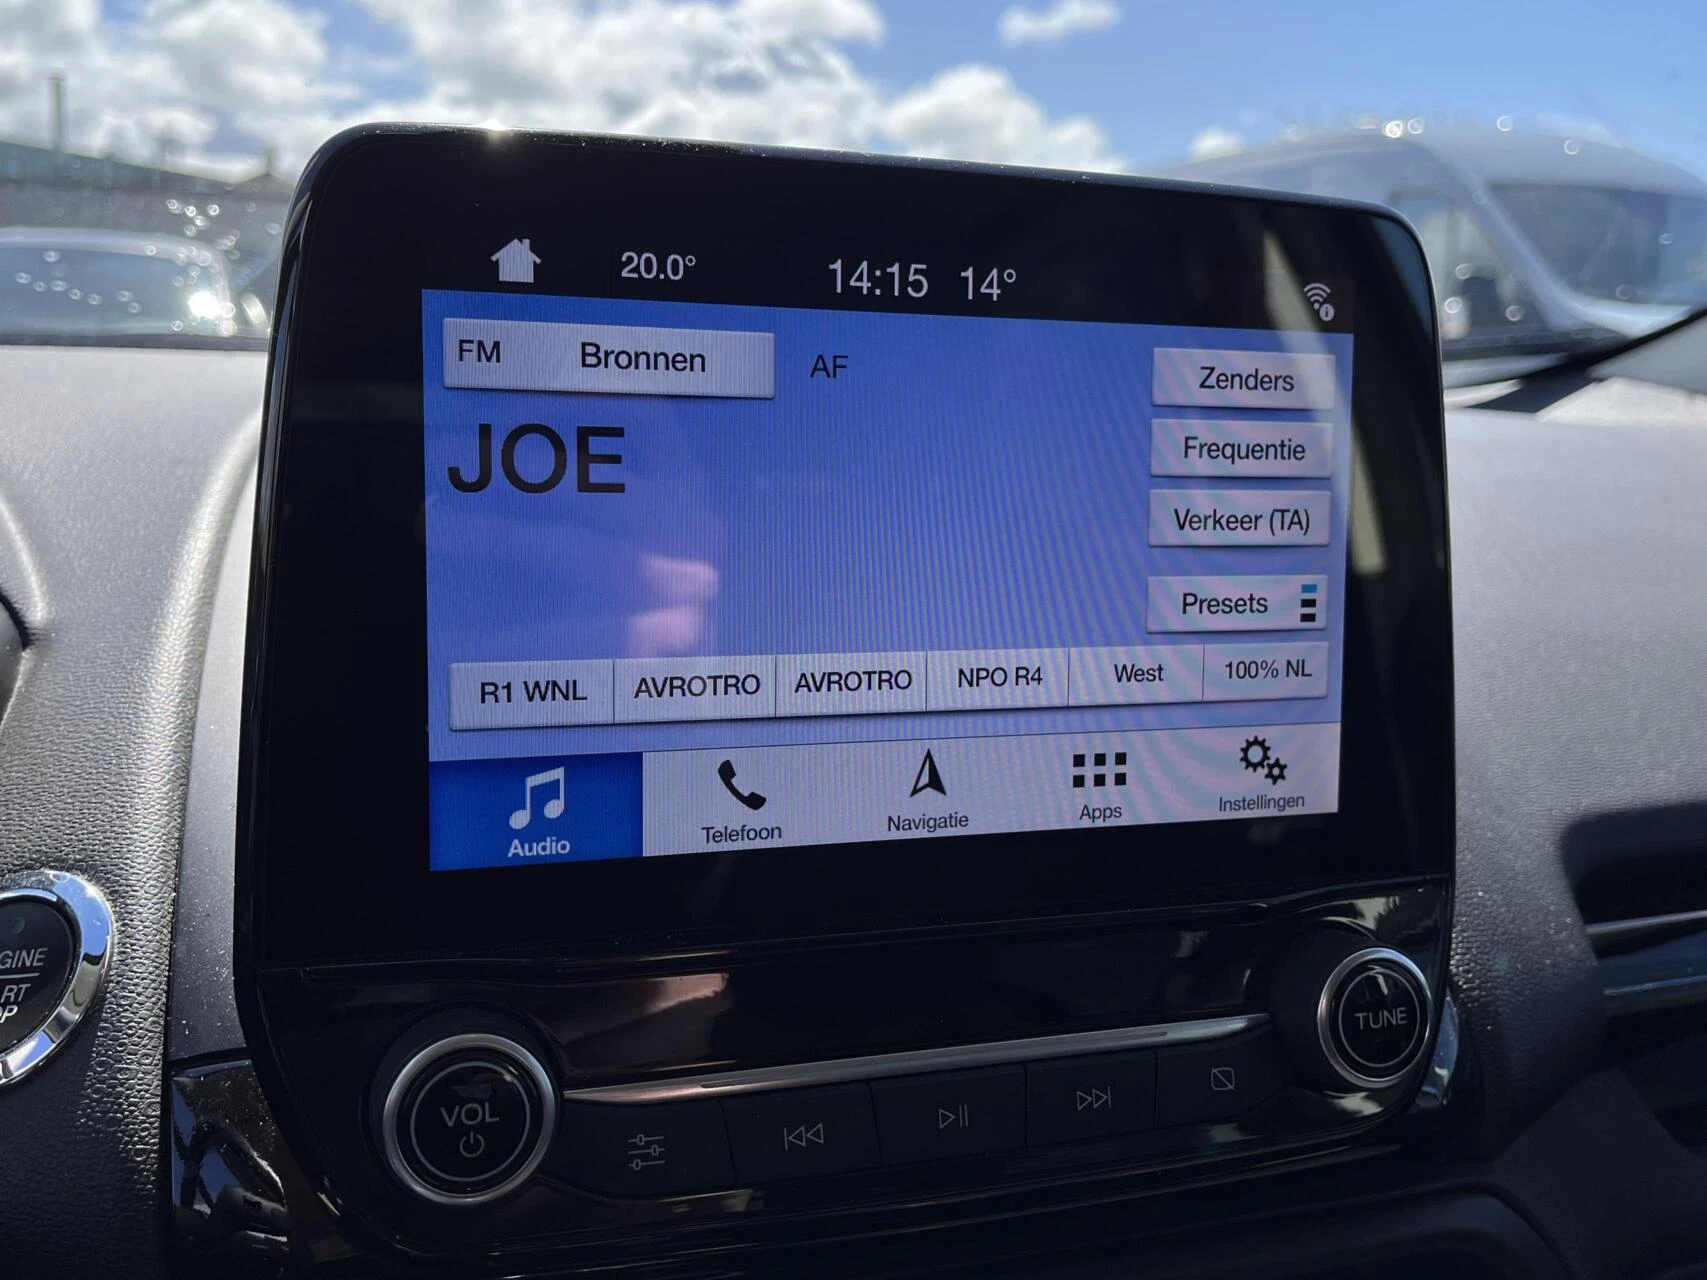 20.0° 14:15 14°
FM Bronnen AF
JOE
Zenders
Frequentie
Verkeer (TA)
Presets
R1 WNL AVROTRO AVROTRO NPO R4 West 100% NL
Audio Telefoon Navigatie Apps Instellingen
VOL
TUNE